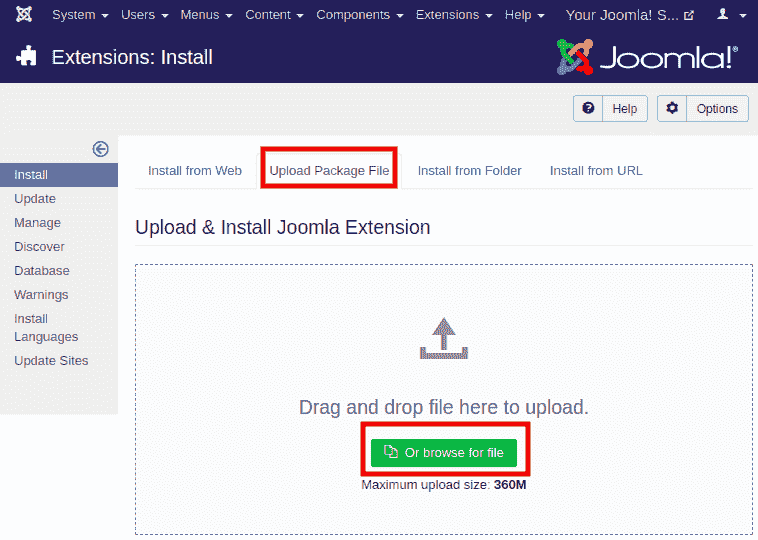 System Users Menus Content Components Extensions Help Your Joomla! S...
Extensions: Install
Joomla!®
Help Options
Install from Web Upload Package File Install from Folder Install from URL
Install
Update
Manage
Discover
Database
Warnings
Install
Languages
Update Sites
Upload & Install Joomla Extension
Drag and drop file here to upload.
Or browse for file
Maximum upload size: 360M